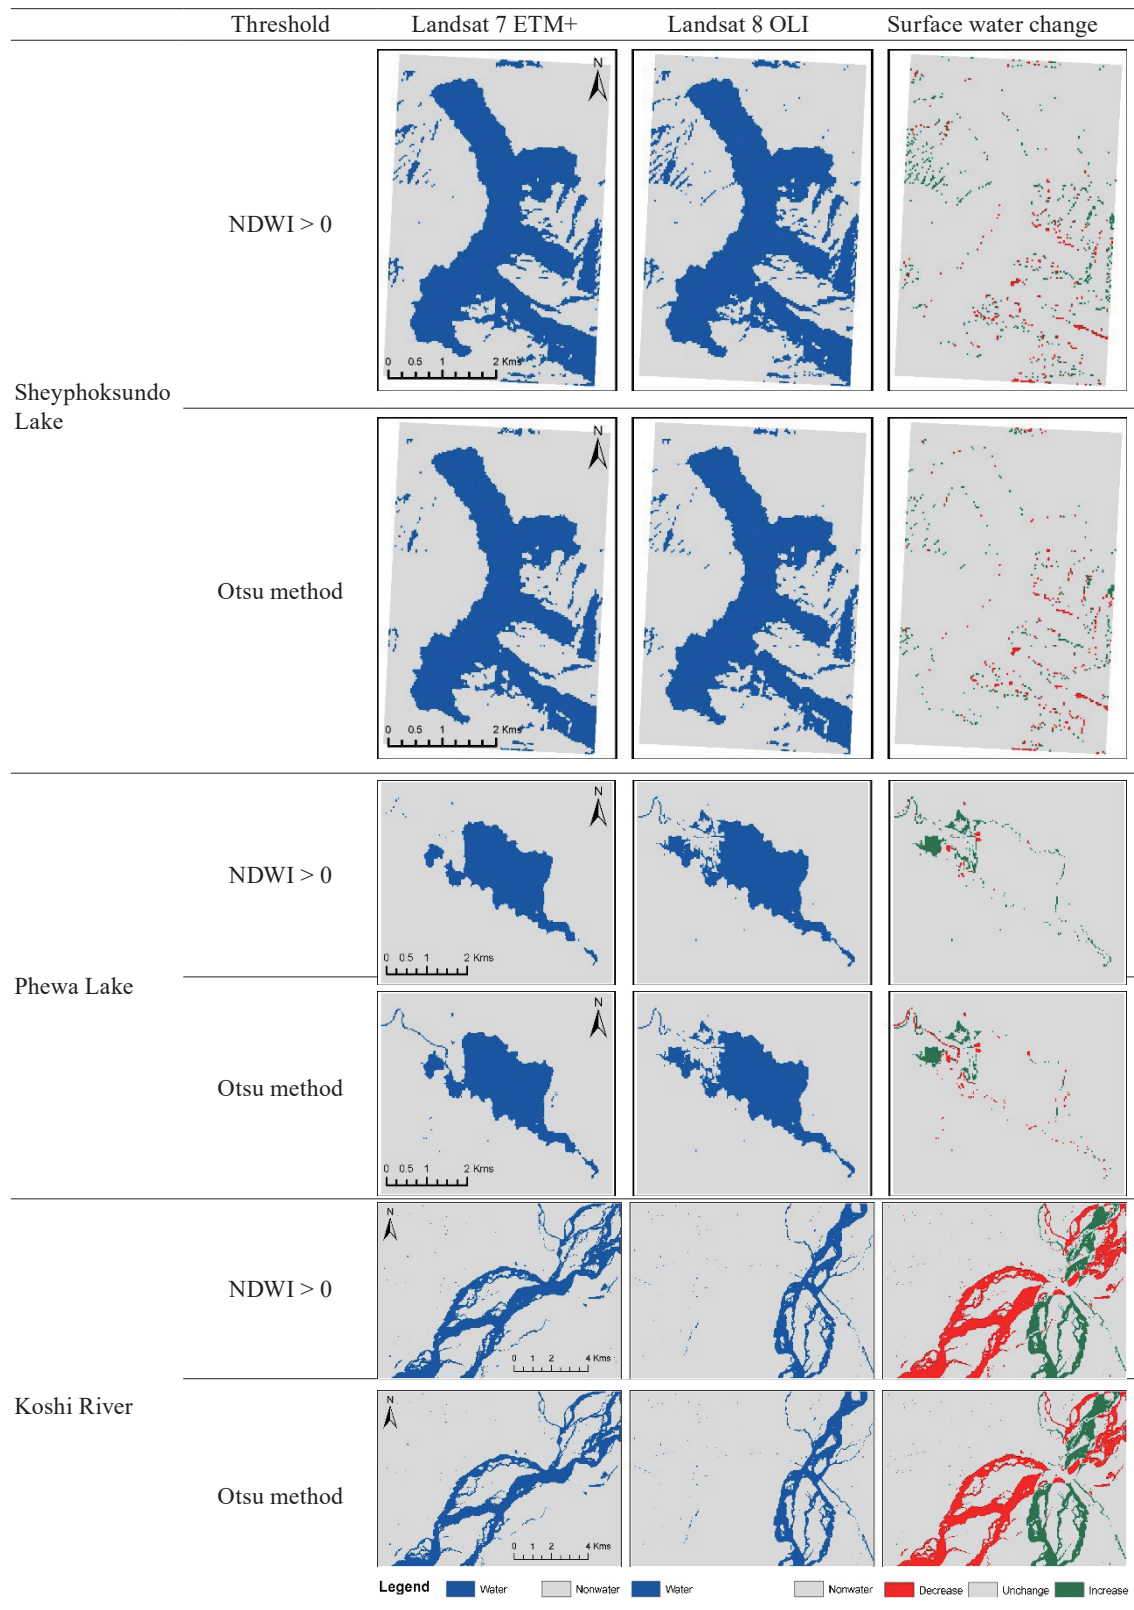 Threshold Landsat 7 ETM+ Landsat 8 OLI Surface water change
N
NDWI > 0
0 0.5 1 2 Kms
Sheyphoksundo
Lake
N
Otsu method
0 0.5 1 2 Kms
N
NDWI > 0
0 0.5 1 2 Kms
Phewa Lake
N
Otsu method
0 0.5 1 2 Kms
N
NDWI > 0
0 1 2 4 Kms
Koshi River
N
Otsu method
0 1 2 4 Kms
Legend Water Nonwater Water Nonwater Decrease Unchange Increase